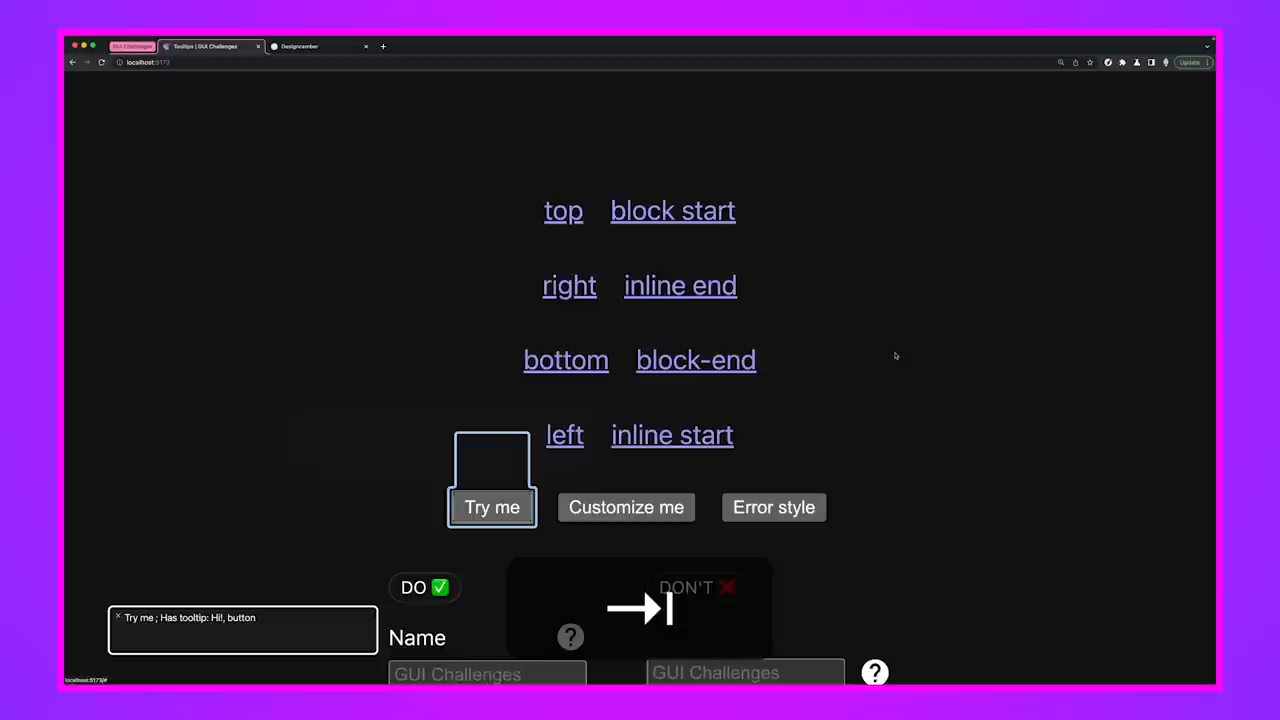 GUI Challenges
Tooltips | GUI Challenges
Designcember
localhost:5173
Update
top block start
right inline end
bottom block-end
left inline start
Try me Customize me Error style
DO ✅ DON'T ❌
× Try me ; Has tooltip: Hi!, button
Name ?
GUI Challenges GUI Challenges ?
localhost:5173/#